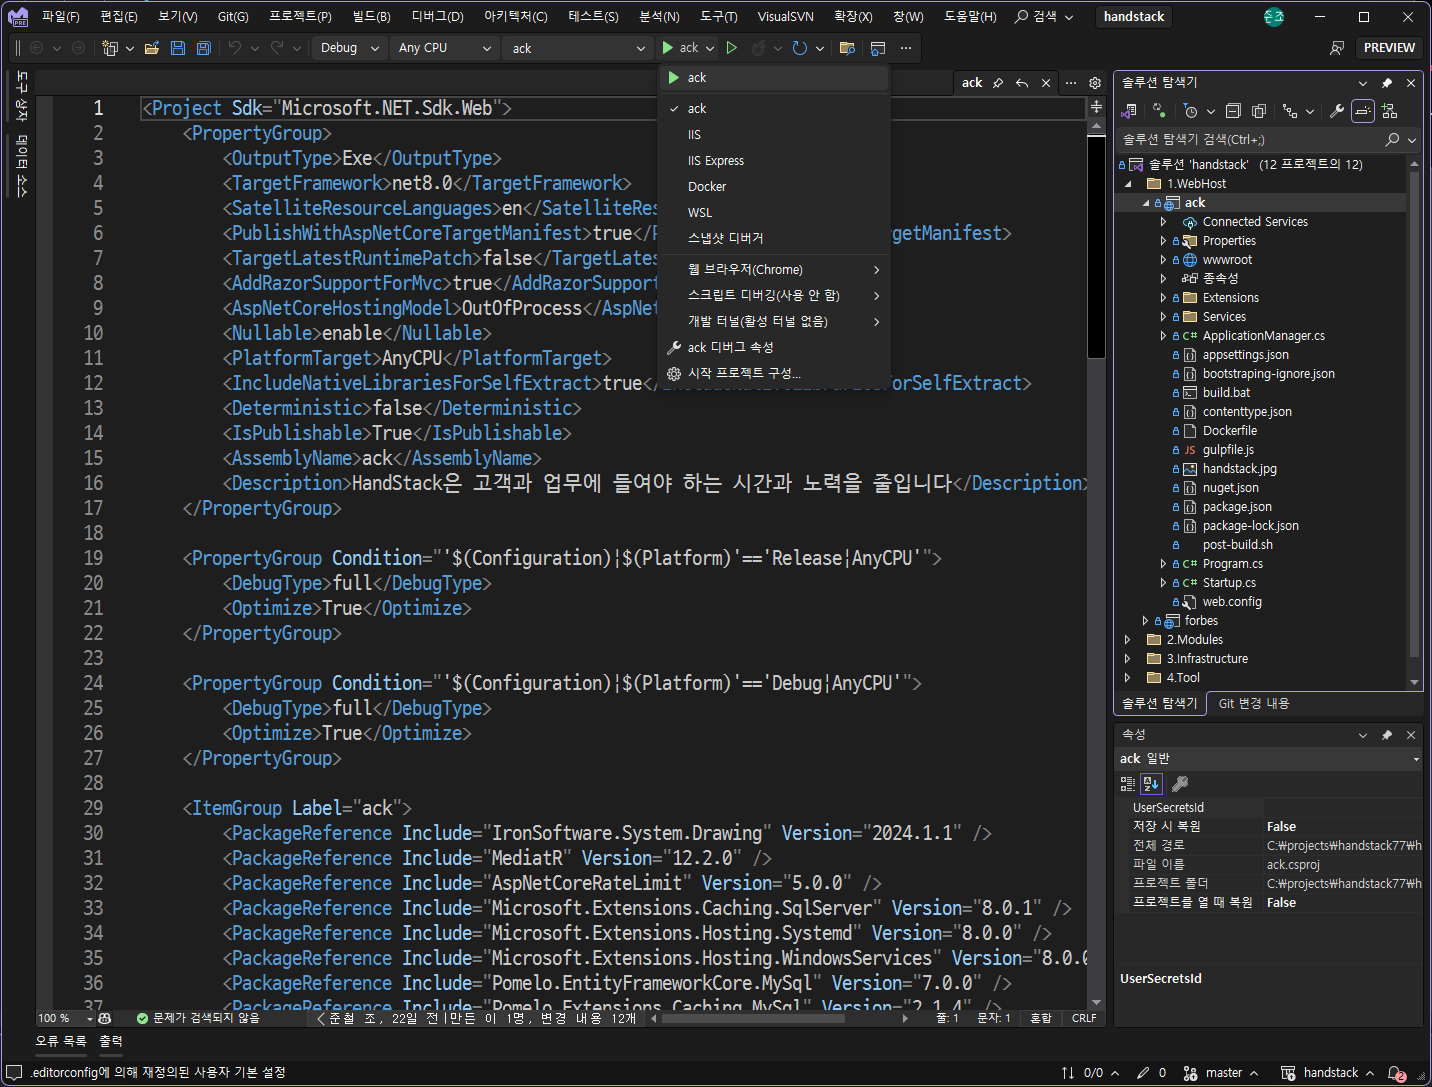 파일(F) 편집(E) 보기(V) Git(G) 프로젝트(P) 빌드(B) 디버그(D) 아키텍처(C) 테스트(S) 분석(N) 도구(T) VisualSVN 확장(X) 창(W) 도움말(H) 검색 handstack 준조
PRE
Debug Any CPU ack ack PREVIEW
도구 상자
데이터 소스
ack
ack
ack
IIS
IIS Express
Docker
WSL
스냅샷 디버거
웹 브라우저(Chrome)
스크립트 디버깅(사용 안 함)
개발 터널(활성 터널 없음)
ack 디버그 속성
시작 프로젝트 구성...
1 <Project Sdk="Microsoft.NET.Sdk.Web">
2 <PropertyGroup>
3 <OutputType>Exe</OutputType>
4 <TargetFramework>net8.0</TargetFramework>
5 <SatelliteResourceLanguages>en</SatelliteRes
6 <PublishWithAspNetCoreTargetManifest>true</P getManifest>
7 <TargetLatestRuntimePatch>false</TargetLates
8 <AddRazorSupportForMvc>true</AddRazorSupport
9 <AspNetCoreHostingModel>OutOfProcess</AspNet
10 <Nullable>enable</Nullable>
11 <PlatformTarget>AnyCPU</PlatformTarget>
12 <IncludeNativeLibrariesForSelfExtract>true</IncludeNativeLibrariesForSelfExtract>
13 <Deterministic>false</Deterministic>
14 <IsPublishable>True</IsPublishable>
15 <AssemblyName>ack</AssemblyName>
16 <Description>HandStack은 고객과 업무에 들여야 하는 시간과 노력을 줄입니다</Description>
17 </PropertyGroup>
18
19 <PropertyGroup Condition="'$(Configuration)|$(Platform)'=='Release|AnyCPU'">
20 <DebugType>full</DebugType>
21 <Optimize>True</Optimize>
22 </PropertyGroup>
23
24 <PropertyGroup Condition="'$(Configuration)|$(Platform)'=='Debug|AnyCPU'">
25 <DebugType>full</DebugType>
26 <Optimize>True</Optimize>
27 </PropertyGroup>
28
29 <ItemGroup Label="ack">
30 <PackageReference Include="IronSoftware.System.Drawing" Version="2024.1.1" />
31 <PackageReference Include="MediatR" Version="12.2.0" />
32 <PackageReference Include="AspNetCoreRateLimit" Version="5.0.0" />
33 <PackageReference Include="Microsoft.Extensions.Caching.SqlServer" Version="8.0.1" />
34 <PackageReference Include="Microsoft.Extensions.Hosting.Systemd" Version="8.0.0" />
35 <PackageReference Include="Microsoft.Extensions.Hosting.WindowsServices" Version="8.0.0
36 <PackageReference Include="Pomelo.EntityFrameworkCore.MySql" Version="7.0.0" />
37 <PackageReference Include="Pomelo.Extensions.Caching.MySql" Version="2.1.4" />
100 % 문제가 검색되지 않음 준철 조, 22일 전|만든 이 1명, 변경 내용 12개 줄: 1 문자: 1 혼합 CRLF
솔루션 탐색기
솔루션 탐색기 검색(Ctrl+;)
솔루션 'handstack' (12 프로젝트의 12)
1.WebHost
ack
Connected Services
Properties
wwwroot
종속성
Extensions
Services
C# ApplicationManager.cs
appsettings.json
bootstraping-ignore.json
build.bat
contenttype.json
Dockerfile
JS gulpfile.js
handstack.jpg
nuget.json
package.json
package-lock.json
post-build.sh
C# Program.cs
C# Startup.cs
web.config
forbes
2.Modules
3.Infrastructure
4.Tool
솔루션 탐색기 Git 변경 내용
속성
ack 일반
UserSecretsId
저장 시 복원 False
전체 경로 C:₩projects₩handstack77₩h
파일 이름 ack.csproj
프로젝트 폴더 C:₩projects₩handstack77₩h
프로젝트를 열 때 복원 False
UserSecretsId
오류 목록 출력
.editorconfig에 의해 재정의된 사용자 기본 설정 0/0 0 master handstack 2